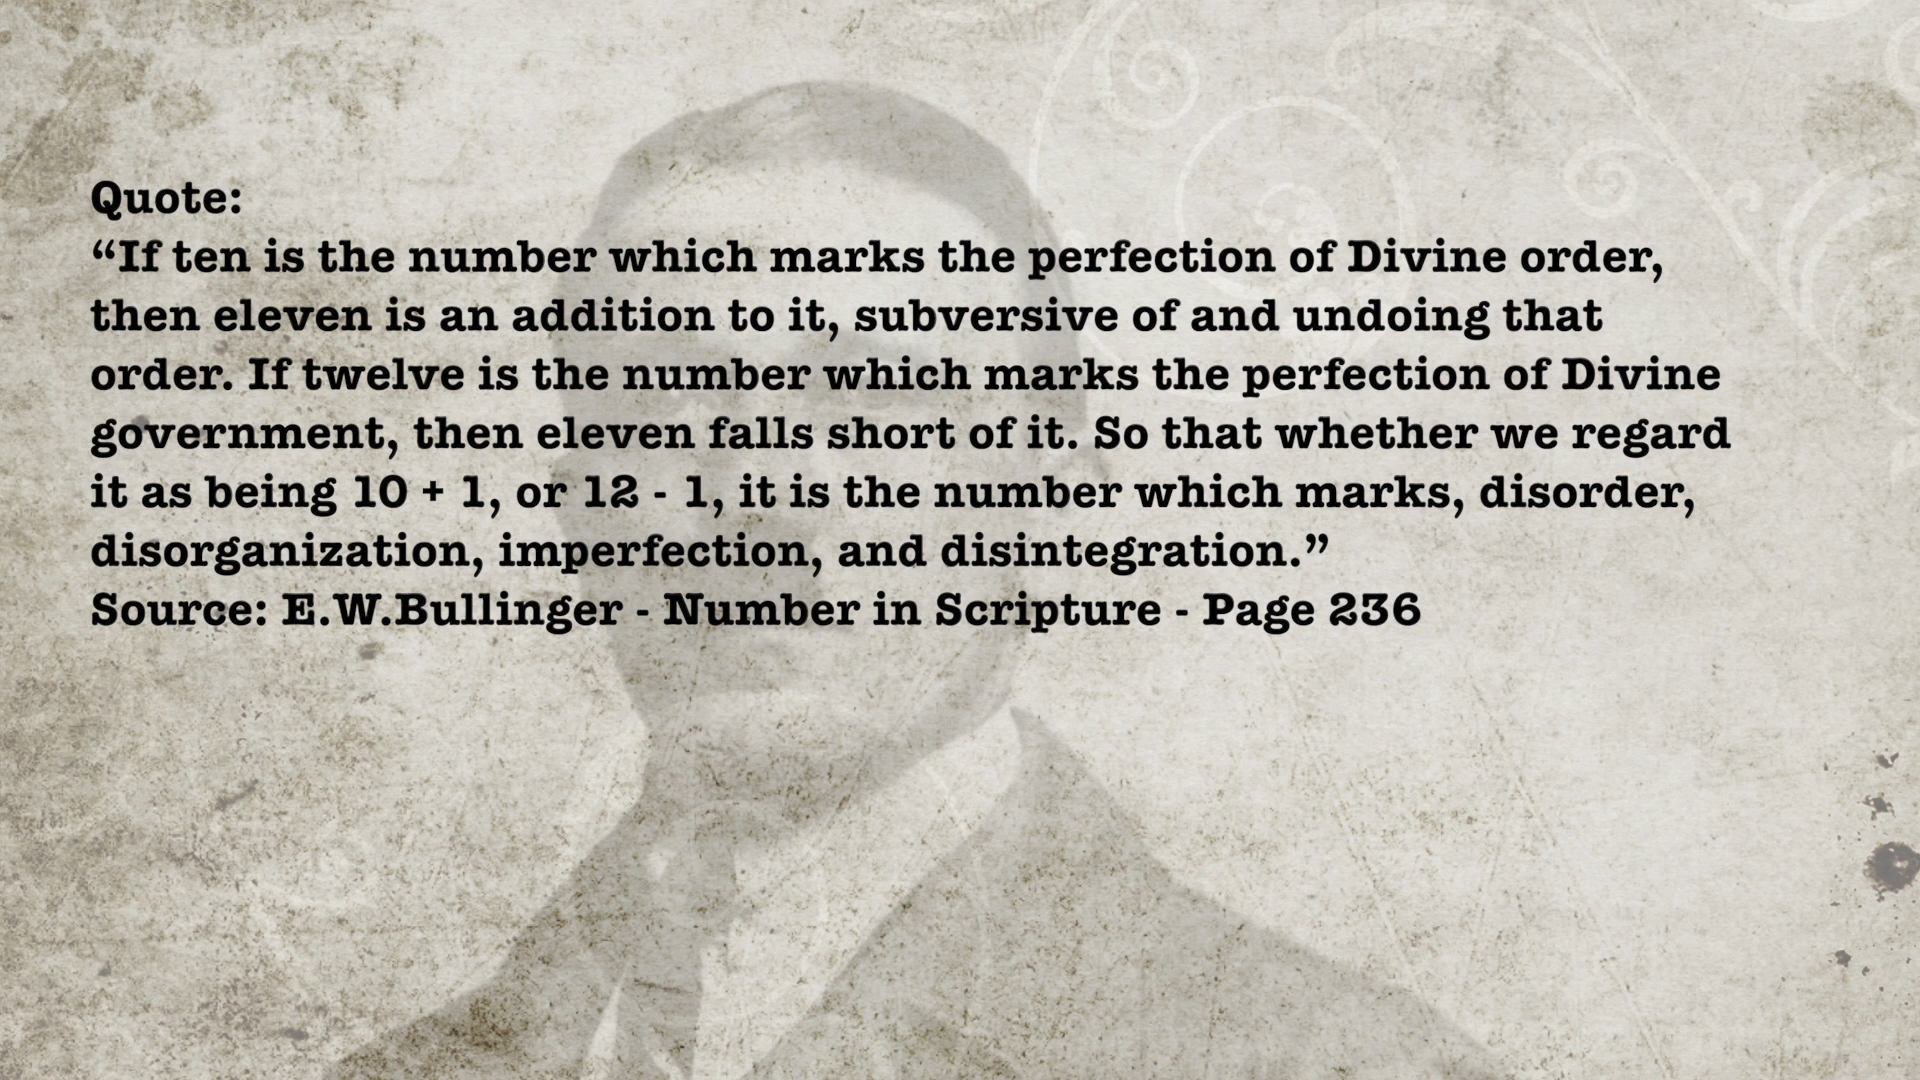 Quote:
“If ten is the number which marks the perfection of Divine order,
then eleven is an addition to it, subversive of and undoing that
order. If twelve is the number which marks the perfection of Divine
government, then eleven falls short of it. So that whether we regard
it as being 10 + 1, or 12 - 1, it is the number which marks, disorder,
disorganization, imperfection, and disintegration.”
Source: E.W.Bullinger - Number in Scripture - Page 236